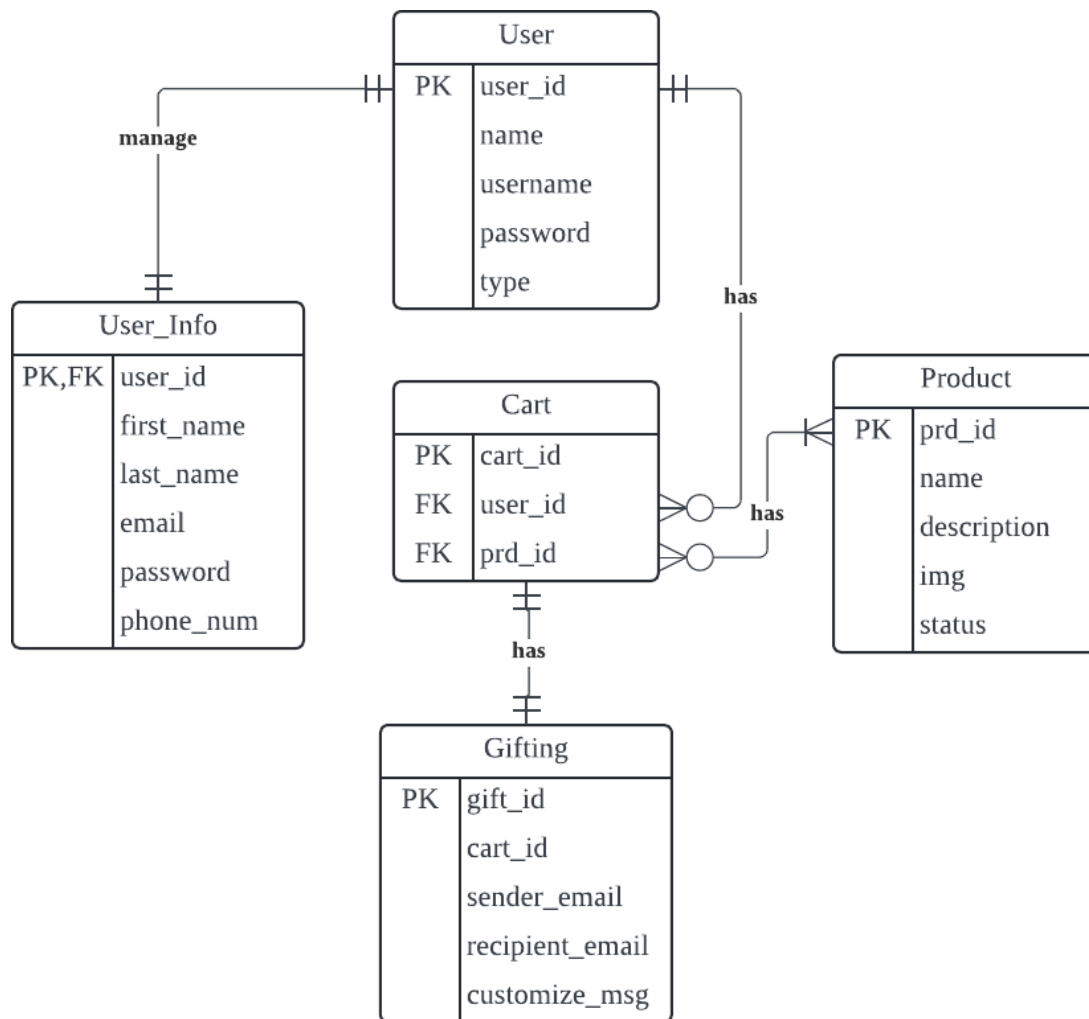 User
PK user_id
name
username
password
type
manage
has
User_Info
PK,FK user_id
first_name
last_name
email
password
phone_num
Cart
PK cart_id
FK user_id
FK prd_id
has
Product
PK prd_id
name
description
img
status
has
Gifting
PK gift_id
cart_id
sender_email
recipient_email
customize_msg